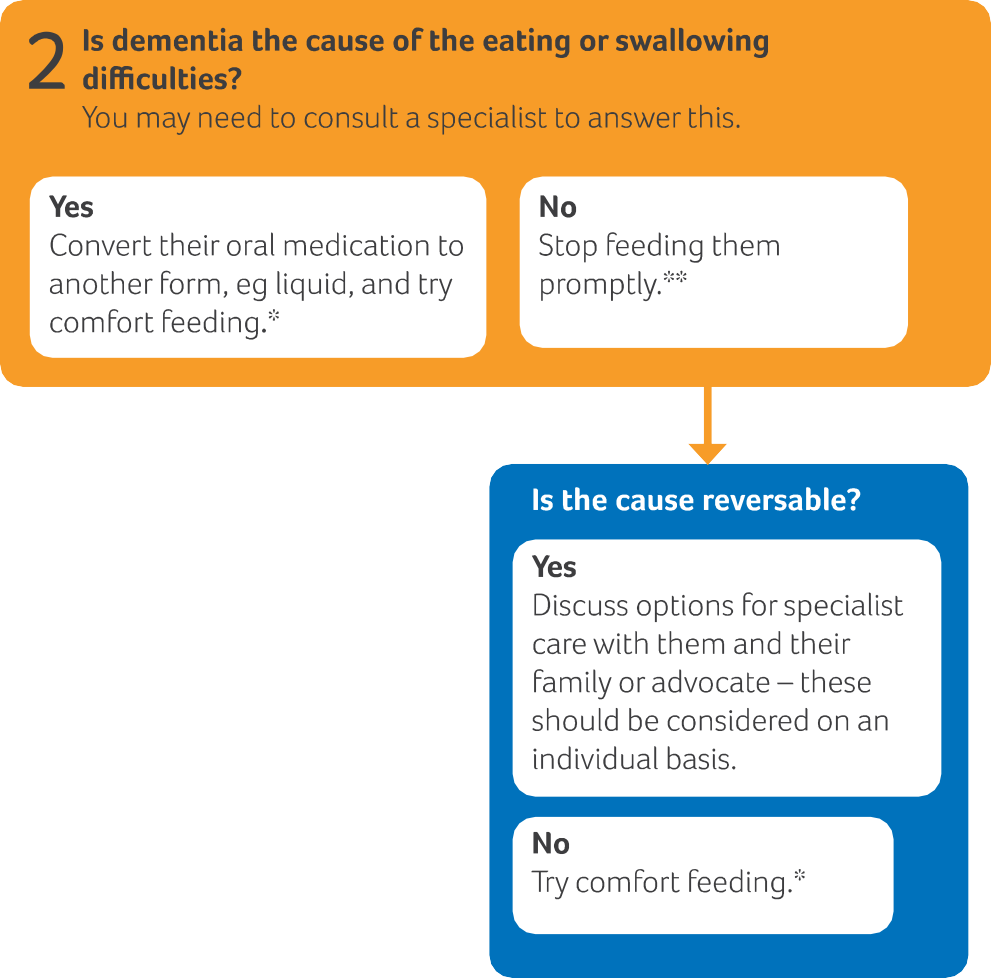 2 Is dementia the cause of the eating or swallowing
difficulties?
You may need to consult a specialist to answer this.
Yes
Convert their oral medication to
another form, eg liquid, and try
comfort feeding.*
No
Stop feeding them
promptly.**
Is the cause reversable?
Yes
Discuss options for specialist
care with them and their
family or advocate – these
should be considered on an
individual basis.
No
Try comfort feeding.*